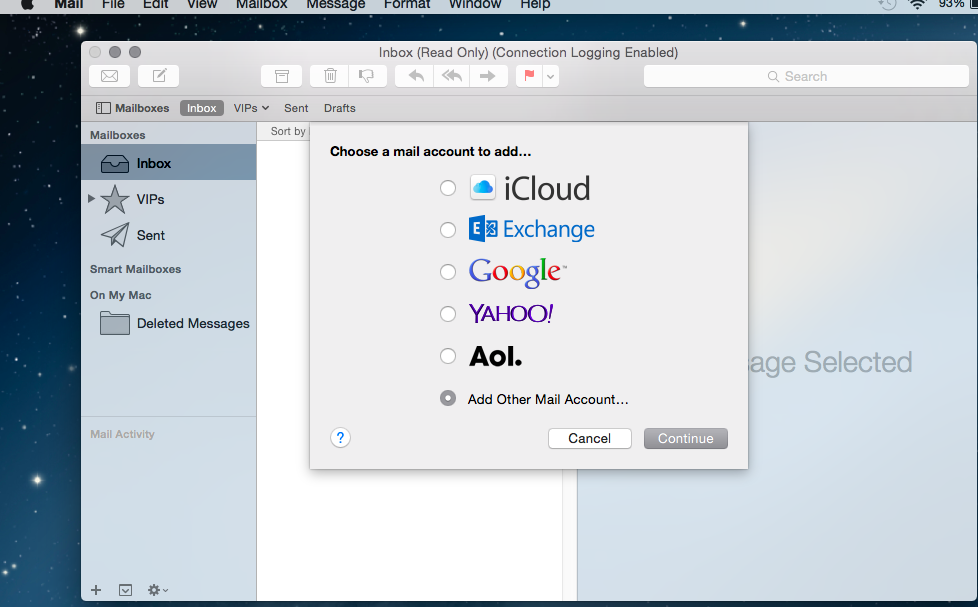 Mail File Edit View Mailbox Message Format Window Help 93%
Inbox (Read Only) (Connection Logging Enabled)
Search
Mailboxes Inbox VIPs Sent Drafts
Mailboxes
Sort by
Inbox
VIPs
Sent
Smart Mailboxes
On My Mac
Deleted Messages
Mail Activity
Choose a mail account to add...
iCloud
Exchange
Google™
YAHOO!
Aol.
Add Other Mail Account...
? Cancel Continue
age Selected